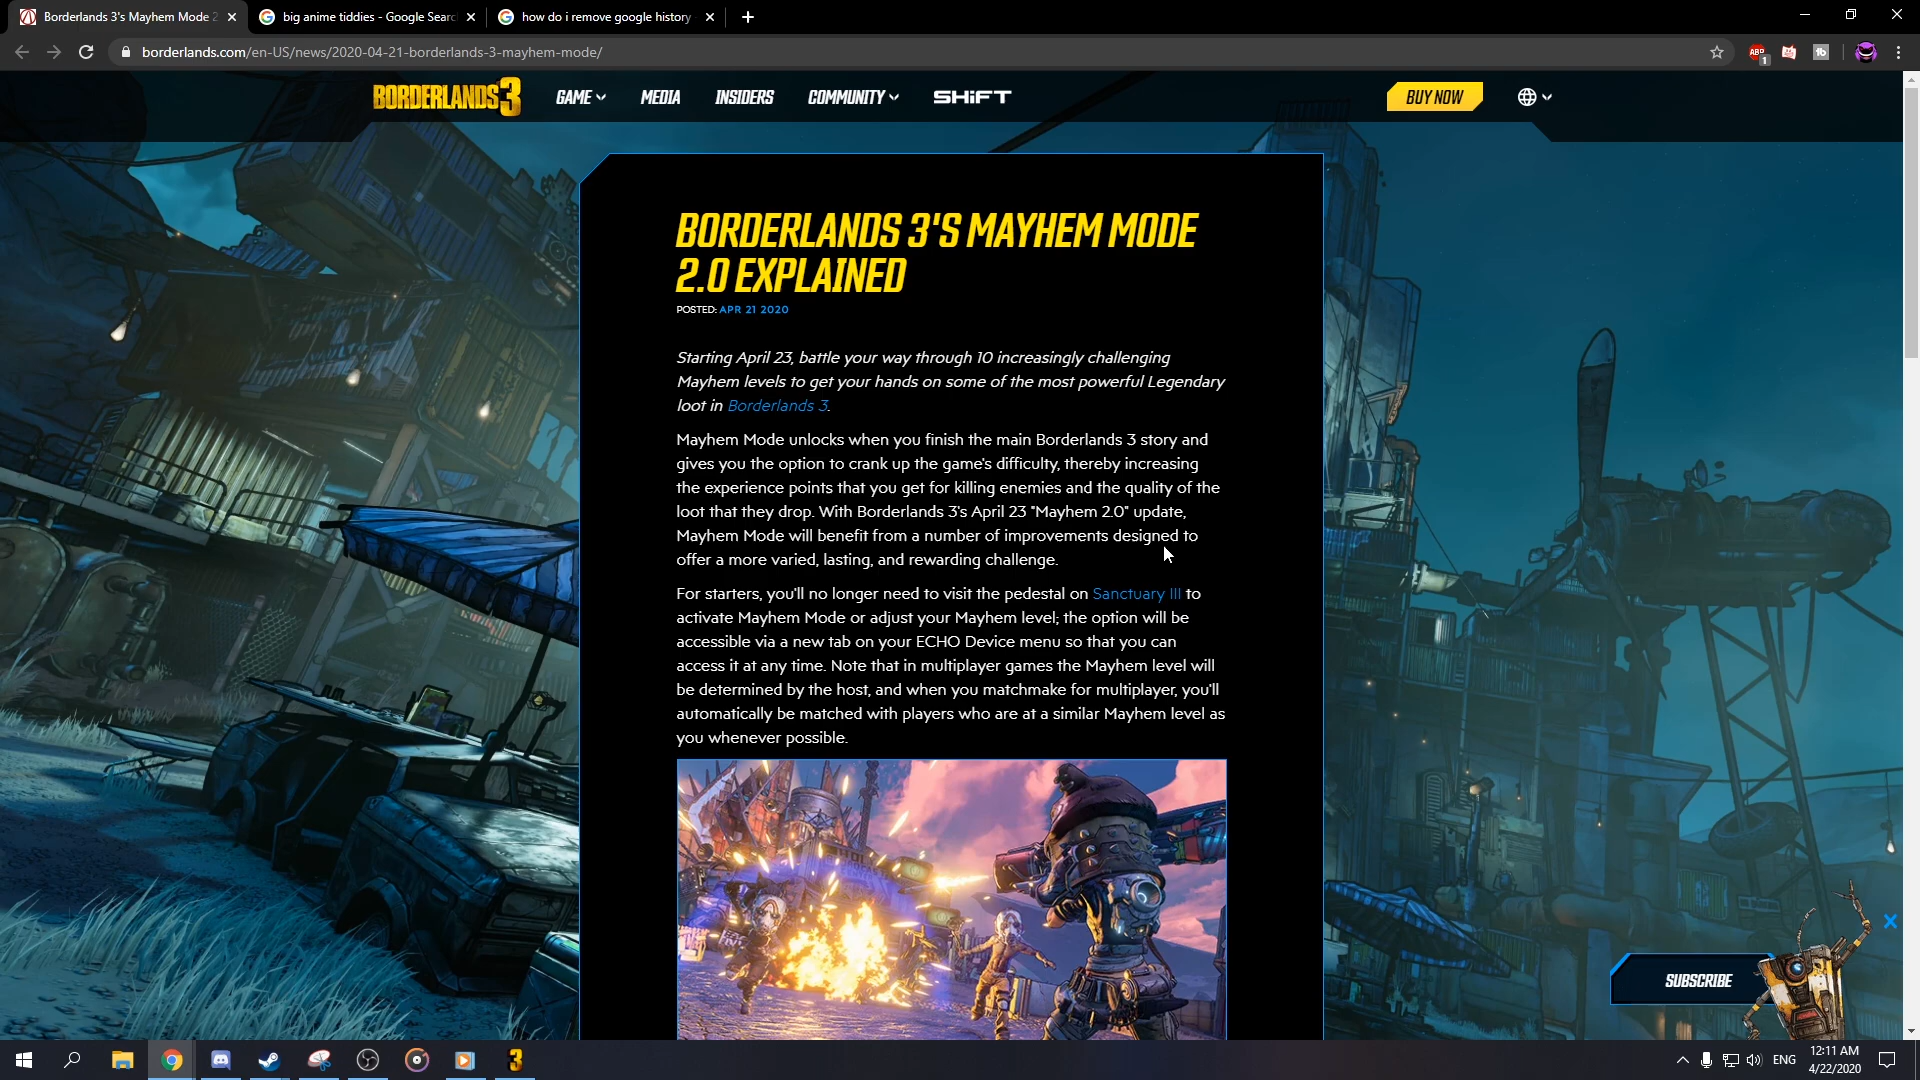 Borderlands 3's Mayhem Mode 2
big anime tiddies - Google Searc
how do i remove google history
borderlands.com/en-US/news/2020-04-21-borderlands-3-mayhem-mode/
ABP
1
BORDERLANDS 3
GAME
MEDIA
INSIDERS
COMMUNITY
SHiFT
BUY NOW
BORDERLANDS 3'S MAYHEM MODE
2.0 EXPLAINED
POSTED: APR 21 2020
Starting April 23, battle your way through 10 increasingly challenging
Mayhem levels to get your hands on some of the most powerful Legendary
loot in Borderlands 3.
Mayhem Mode unlocks when you finish the main Borderlands 3 story and
gives you the option to crank up the game's difficulty, thereby increasing
the experience points that you get for killing enemies and the quality of the
loot that they drop. With Borderlands 3's April 23 "Mayhem 2.0" update,
Mayhem Mode will benefit from a number of improvements designed to
offer a more varied, lasting, and rewarding challenge.
For starters, you'll no longer need to visit the pedestal on Sanctuary III to
activate Mayhem Mode or adjust your Mayhem level; the option will be
accessible via a new tab on your ECHO Device menu so that you can
access it at any time. Note that in multiplayer games the Mayhem level will
be determined by the host, and when you matchmake for multiplayer, you'll
automatically be matched with players who are at a similar Mayhem level as
you whenever possible.
SUBSCRIBE
3
ENG
12:11 AM
4/22/2020